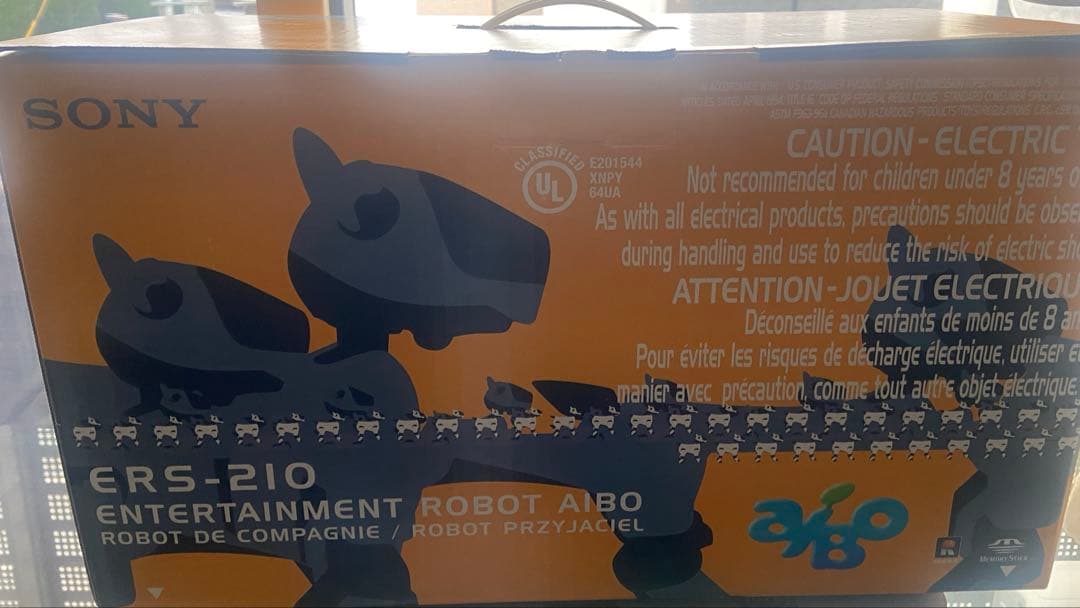 SONY
CLASSIFIED
UL
E201544
XNPY
64UA
CAUTION-ELECTRIC
Not recommended for children under 8 years o
As with all electrical products, precautions should be obse
during handling and use to reduce the risk of electric sh
ATTENTION-JOUET ELECTRIQU
Déconseillé aux enfants de moins de 8 an
Pour éviter les risques de décharge électrique, utiliser e
manier avec précaution, comme tout autre objet électrique
ERS-210
ENTERTAINMENT ROBOT AIBO
ROBOT DE COMPAGNIE / ROBOT PRZYJACIEL
aibo
R
MEMORY STICK